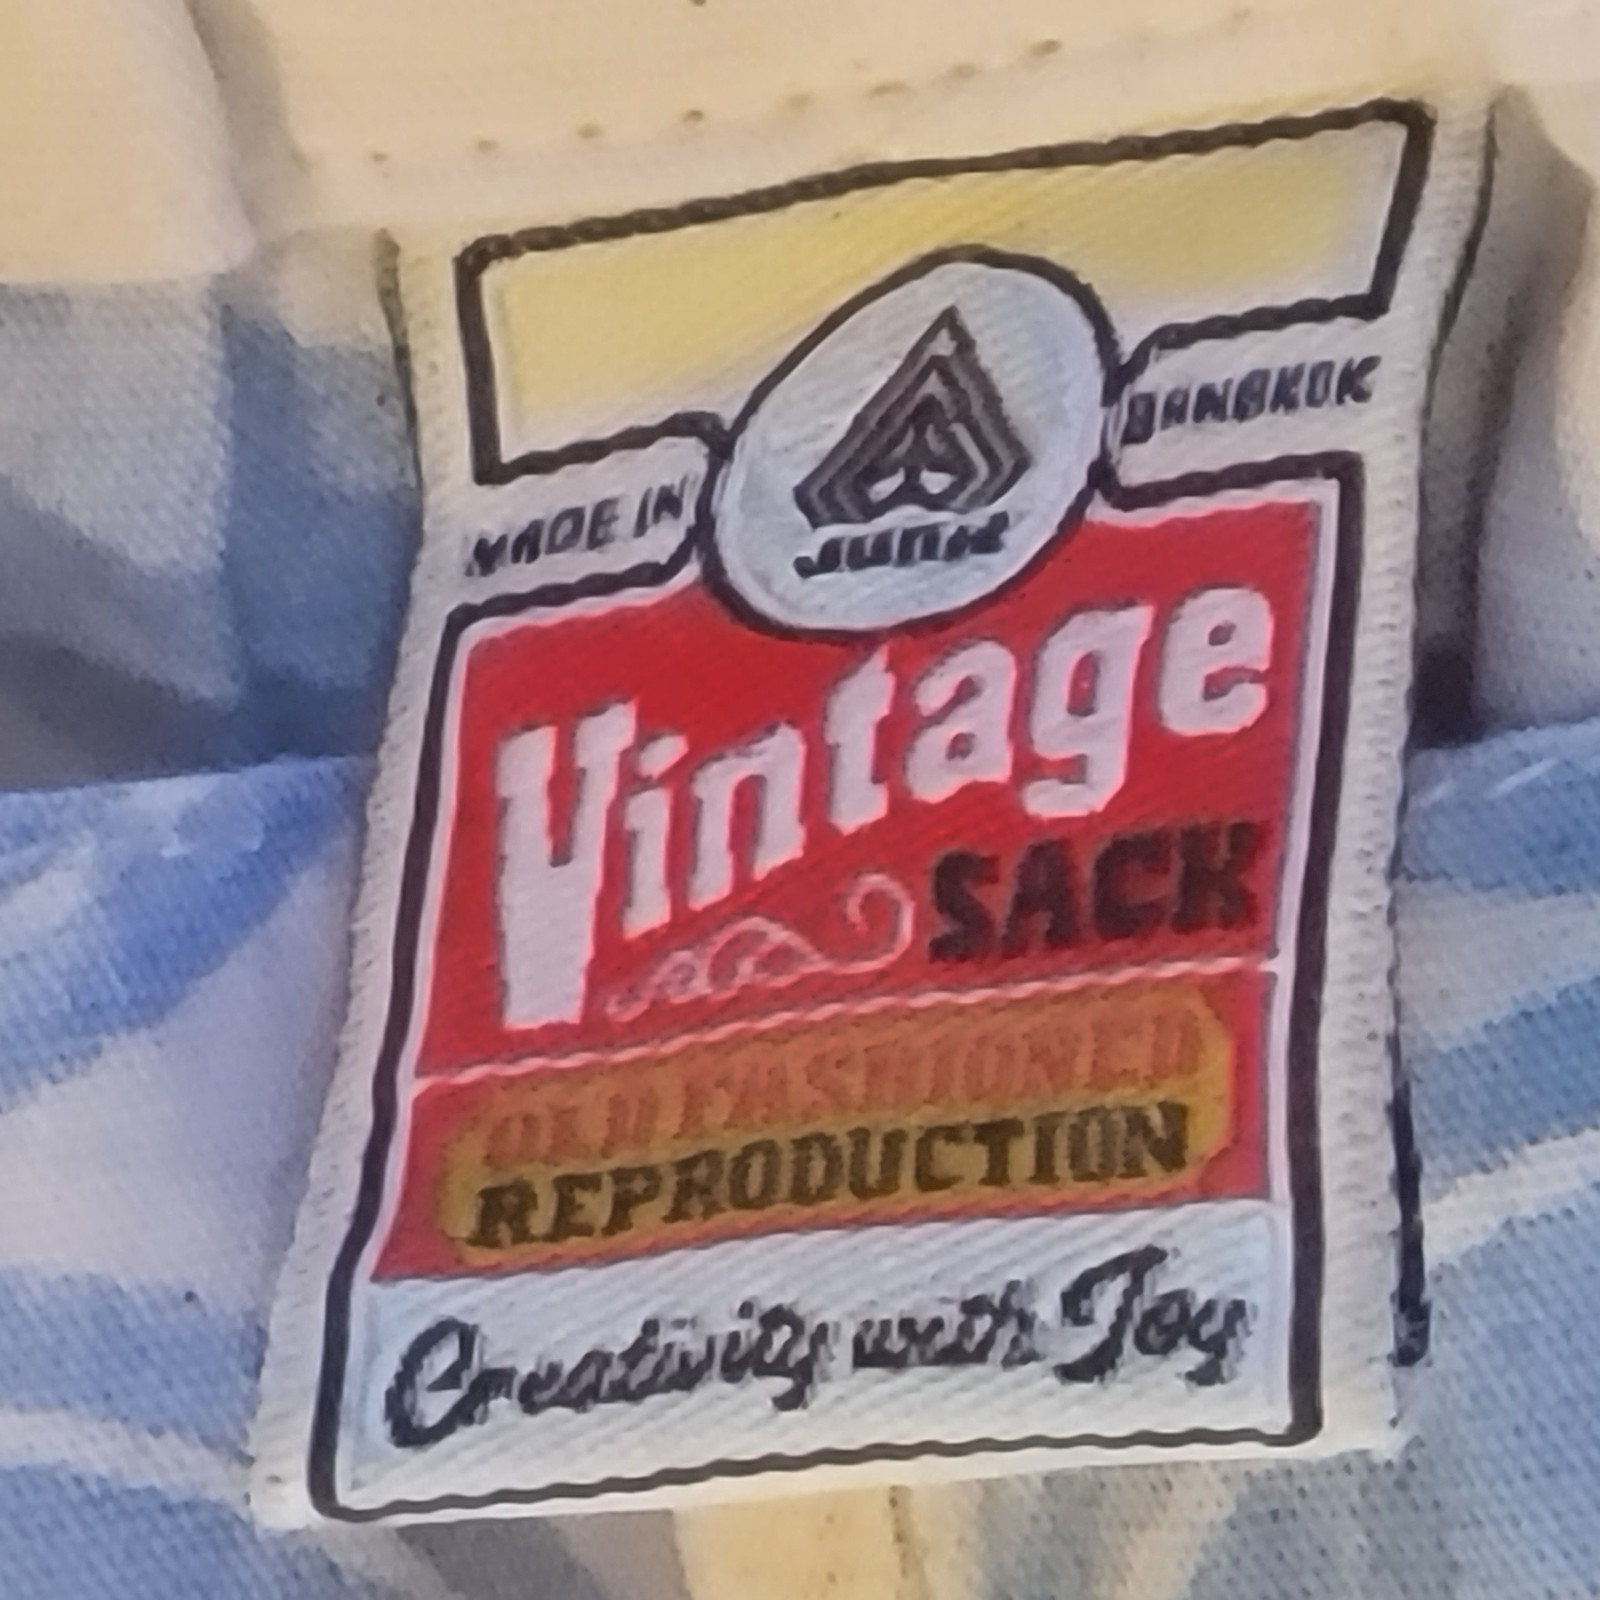 MADE IN BANGKOK
JUNK
Vintage
SACK
OLD FASHIONED
REPRODUCTION
Creativity with Joy